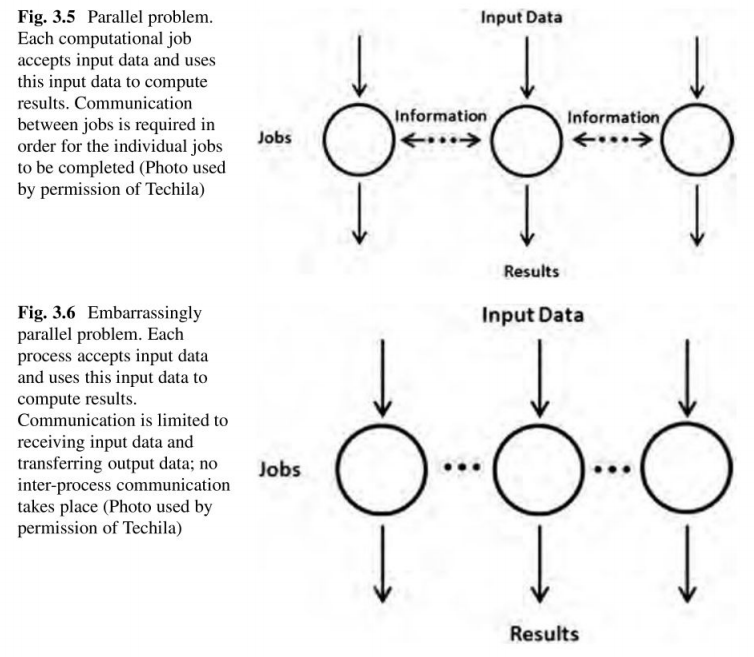 Fig. 3.5 Parallel problem.
Each computational job
accepts input data and uses
this input data to compute
results. Communication
between jobs is required in
order for the individual jobs
to be completed (Photo used
by permission of Techila)
Input Data
Information
Information
Jobs
Results
Fig. 3.6 Embarrassingly
parallel problem. Each
process accepts input data
and uses this input data to
compute results.
Communication is limited to
receiving input data and
transferring output data; no
inter-process communication
takes place (Photo used by
permission of Techila)
Input Data
Jobs
Results